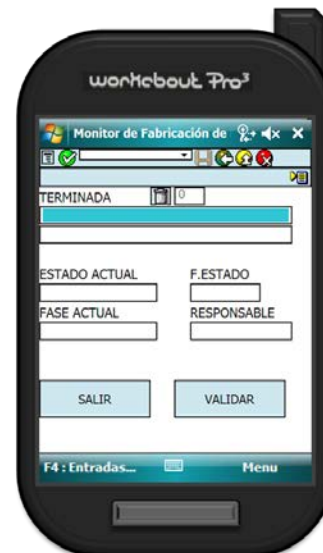 workabout Pro³
Monitor de Fabricación de
TERMINADA 0
ESTADO ACTUAL F.ESTADO
FASE ACTUAL RESPONSABLE
SALIR VALIDAR
F4 : Entradas... Menu